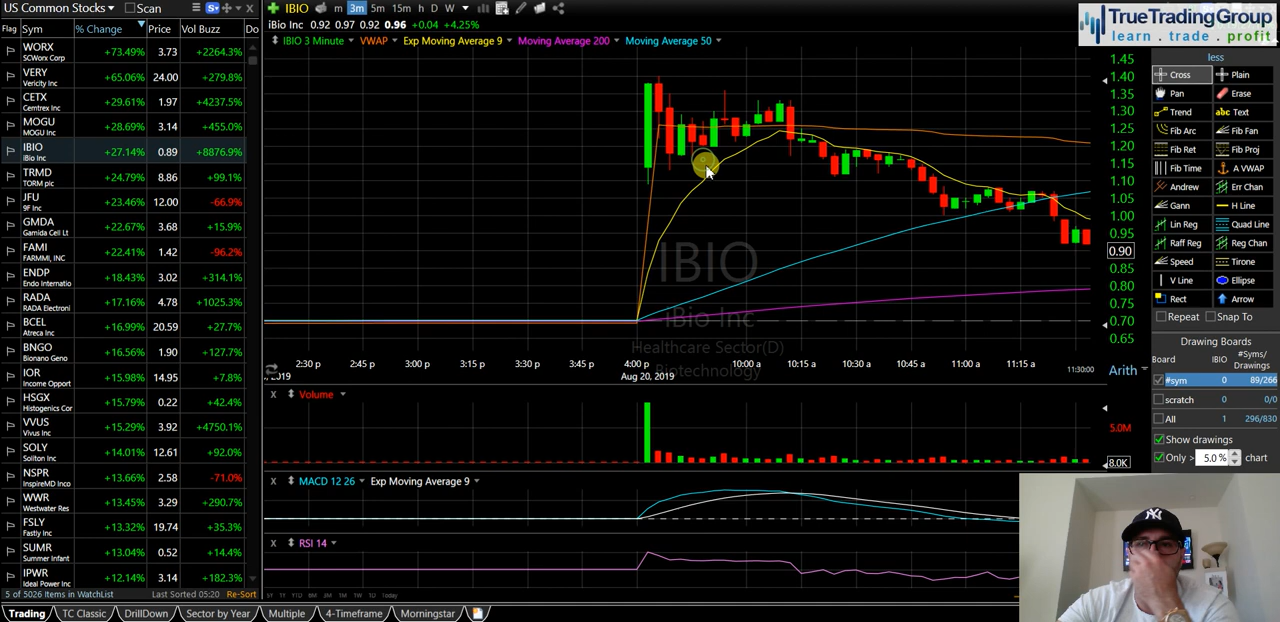 US Common Stocks Scan
Flag Sym % Change Price Vol Buzz Do
WORX +73.49% 3.73 +2264.3%
SCWorx Corp
VERY +65.06% 24.00 +279.8%
Vericity Inc
CETX +29.61% 1.97 +4237.5%
Cemtrex Inc
MOGU +28.69% 3.14 +455.0%
MOGU Inc
IBIO +27.14% 0.89 +8876.9%
iBio Inc
TRMD +24.79% 8.86 +99.1%
TORM plc
JFU +23.46% 12.00 -66.9%
9F Inc
GMDA +22.67% 3.68 +15.9%
Gamida Cell Lt
FAMI +22.41% 1.42 -96.2%
FARMMI, INC
ENDP +18.43% 3.02 +314.1%
Endo Internatio
RADA +17.16% 4.78 +1025.3%
RADA Electroni
BCEL +16.99% 20.59 +27.7%
Atreca Inc
BNGO +16.56% 1.90 +127.7%
Bionano Geno
IOR +15.98% 14.95 +7.8%
Income Opport
HSGX +15.79% 0.22 +42.4%
Histogenics Cor
VVUS +15.29% 3.92 +4750.1%
Vivus Inc
SOLY +14.01% 12.61 +92.0%
Soliton Inc
NSPR +13.66% 2.58 -71.0%
InspireMD Inco
WWR +13.45% 3.29 +290.7%
Westwater Res
FSLY +13.32% 19.74 +35.3%
Fastly Inc
SUMR +13.04% 0.52 +14.4%
Summer Infant
IPWR +12.14% 3.14 +182.3%
Ideal Power Inc
5 of 5026 Items in WatchList Last Sorted 05:20 Re-Sort
Trading TC Classic DrillDown Sector by Year Multiple 4-Timeframe Morningstar
IBIO m 3m 5m 15m h D W
iBio Inc 0.92 0.97 0.92 0.96 +0.04 +4.25%
IBIO 3 Minute VWAP Exp Moving Average 9 Moving Average 200 Moving Average 50
IBIO
iBio Inc
Healthcare Sector(D)
Biotechnology
1.45
1.40
1.35
1.30
1.25
1.20
1.15
1.10
1.05
1.00
0.95
0.90
0.85
0.80
0.75
0.70
0.65
2:30 p 2:45 p 3:00 p 3:15 p 3:30 p 3:45 p 4:00 p 10:00 a 10:15 a 10:30 a 10:45 a 11:00 a 11:15 a 11:30:00
, 2019 Aug 20, 2019
Arith
X Volume
5.0M
8.0K
X MACD 12 26 Exp Moving Average 9
X RSI 14
Today
TrueTradingGroup
learn . trade . profit
less
Cross Plain
Pan Erase
Trend abc Text
Fib Arc Fib Fan
Fib Ret Fib Proj
Fib Time A VWAP
Andrew Err Chan
Gann H Line
Lin Reg Quad Line
Raff Reg Reg Chan
Speed Tirone
V Line Ellipse
Rect Arrow
Repeat Snap To
Drawing Boards
Board IBIO #Syms/
Drawings
#sym 0 89/266
scratch 0 0/0
All 1 296/830
Show drawings
Only > 5.0 % chart